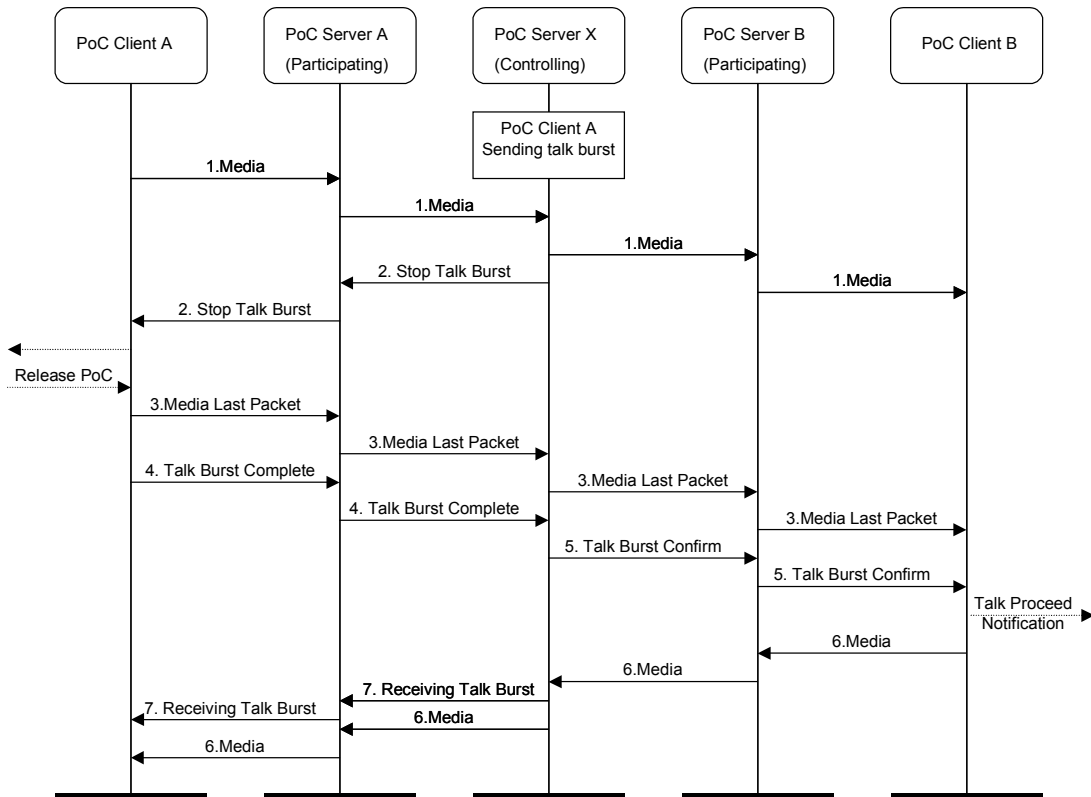 PoC Client A
PoC Server A
(Participating)
PoC Server X
(Controlling)
PoC Server B
(Participating)
PoC Client B
PoC Client A
Sending talk burst
1.Media
1.Media
1.Media
2. Stop Talk Burst
1.Media
2. Stop Talk Burst
Release PoC
3.Media Last Packet
3.Media Last Packet
4. Talk Burst Complete
3.Media Last Packet
4. Talk Burst Complete
3.Media Last Packet
5. Talk Burst Confirm
5. Talk Burst Confirm
Talk Proceed
Notification
6.Media
6.Media
7. Receiving Talk Burst
7. Receiving Talk Burst
6.Media
6.Media